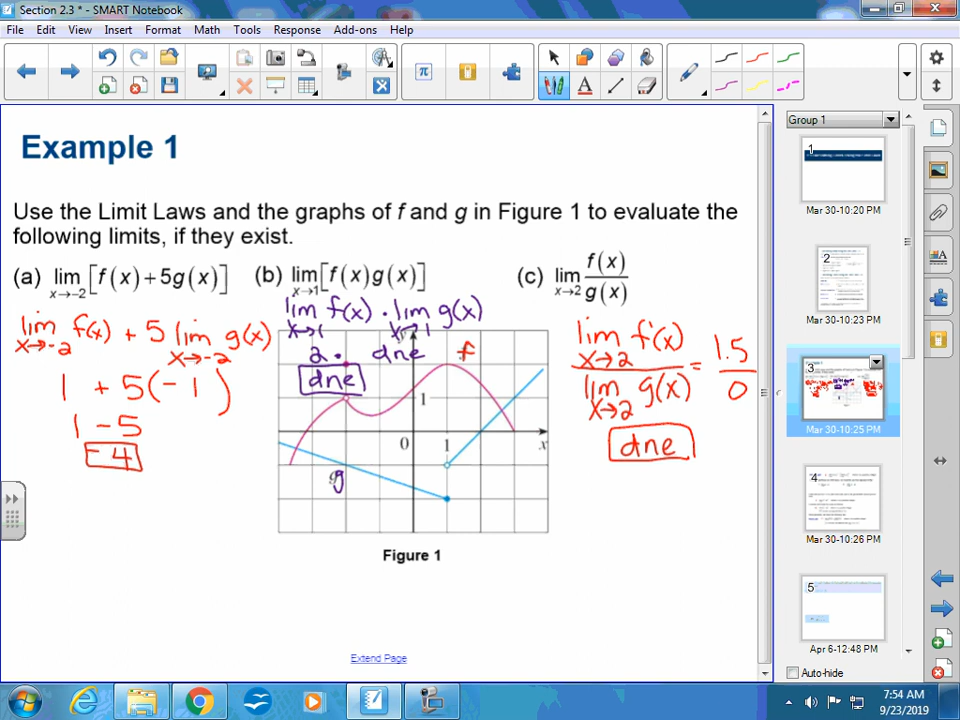 Section 2.3 * - SMART Notebook
File Edit View Insert Format Math Tools Response Add-ons Help
Example 1
Use the Limit Laws and the graphs of f and g in Figure 1 to evaluate the
following limits, if they exist.
(a) lim x→−2 [f(x) + 5g(x)] (b) lim x→1 [f(x)g(x)] (c) lim x→2 f(x)/g(x)
lim x→-2 f(x) + 5 lim x→-2 g(x)
1 + 5(-1)
1 - 5
-4
lim x→1 f(x) · lim x→1 g(x)
2 · dne
dne
f
1
0 1 x
g
Figure 1
lim x→2 f(x) / lim x→2 g(x) = 1.5/0
dne
Extend Page
Group 1
1
Mar 30-10:20 PM
2
Mar 30-10:23 PM
3
Mar 30-10:25 PM
4
Mar 30-10:26 PM
5
Apr 6-12:48 PM
Auto-hide
7:54 AM
9/23/2019